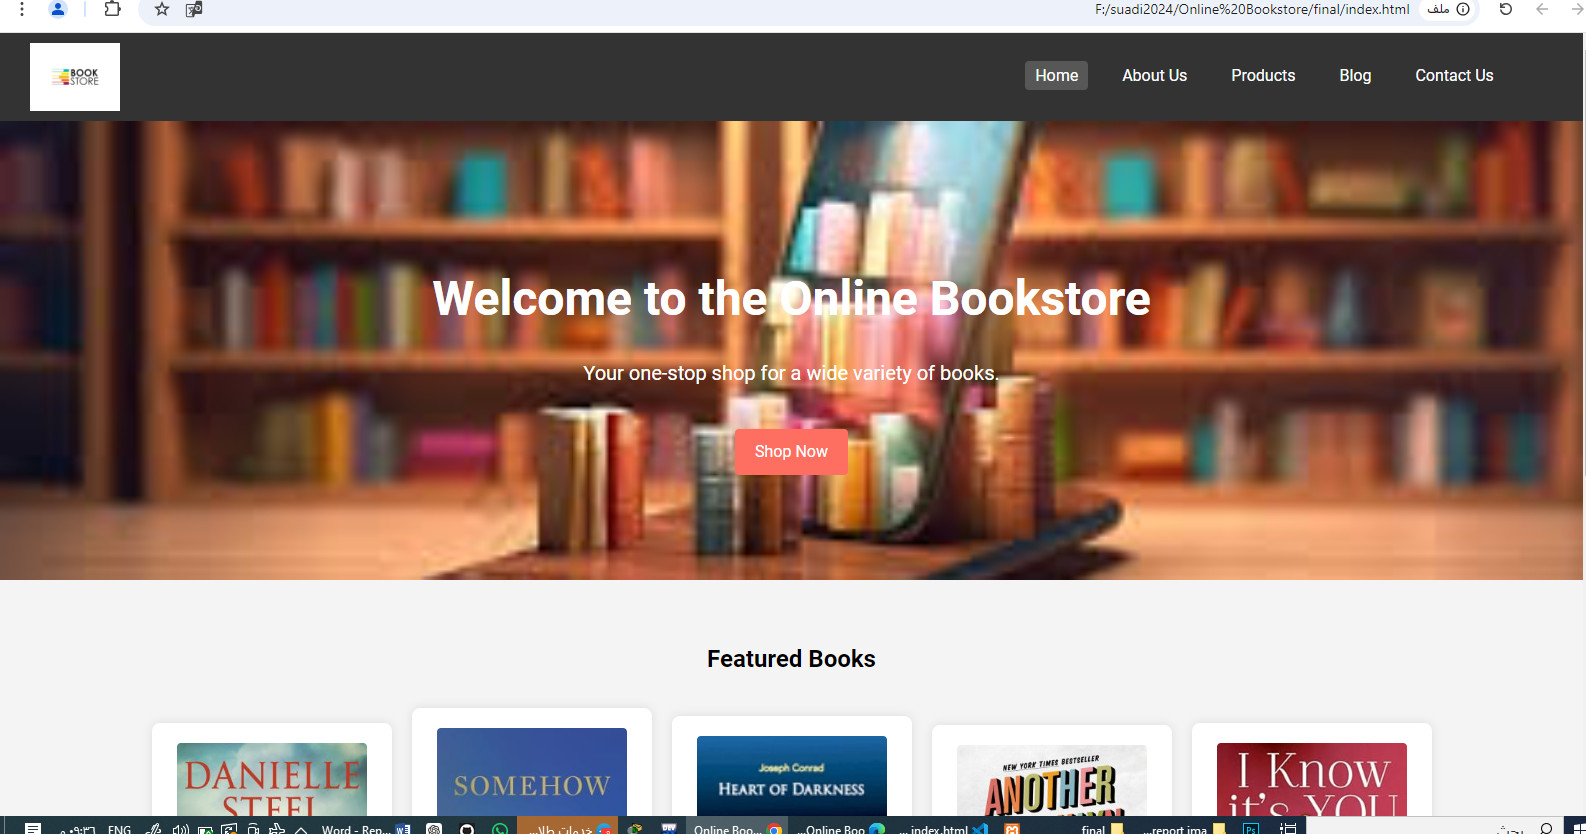 F:/suadi2024/Online%20Bookstore/final/index.html
ملف
BOOK
STORE
Home
About Us
Products
Blog
Contact Us
Welcome to the Online Bookstore
Your one-stop shop for a wide variety of books.
Shop Now
Featured Books
DANIELLE
STEEL
SOMEHOW
Joseph Conrad
HEART OF DARKNESS
NEW YORK TIMES BESTSELLER
ANOTHER
I Know
it's YOU
ENG
Word - Rep...
Online Boo...
...Online Boo
... index.html
final
...report ima